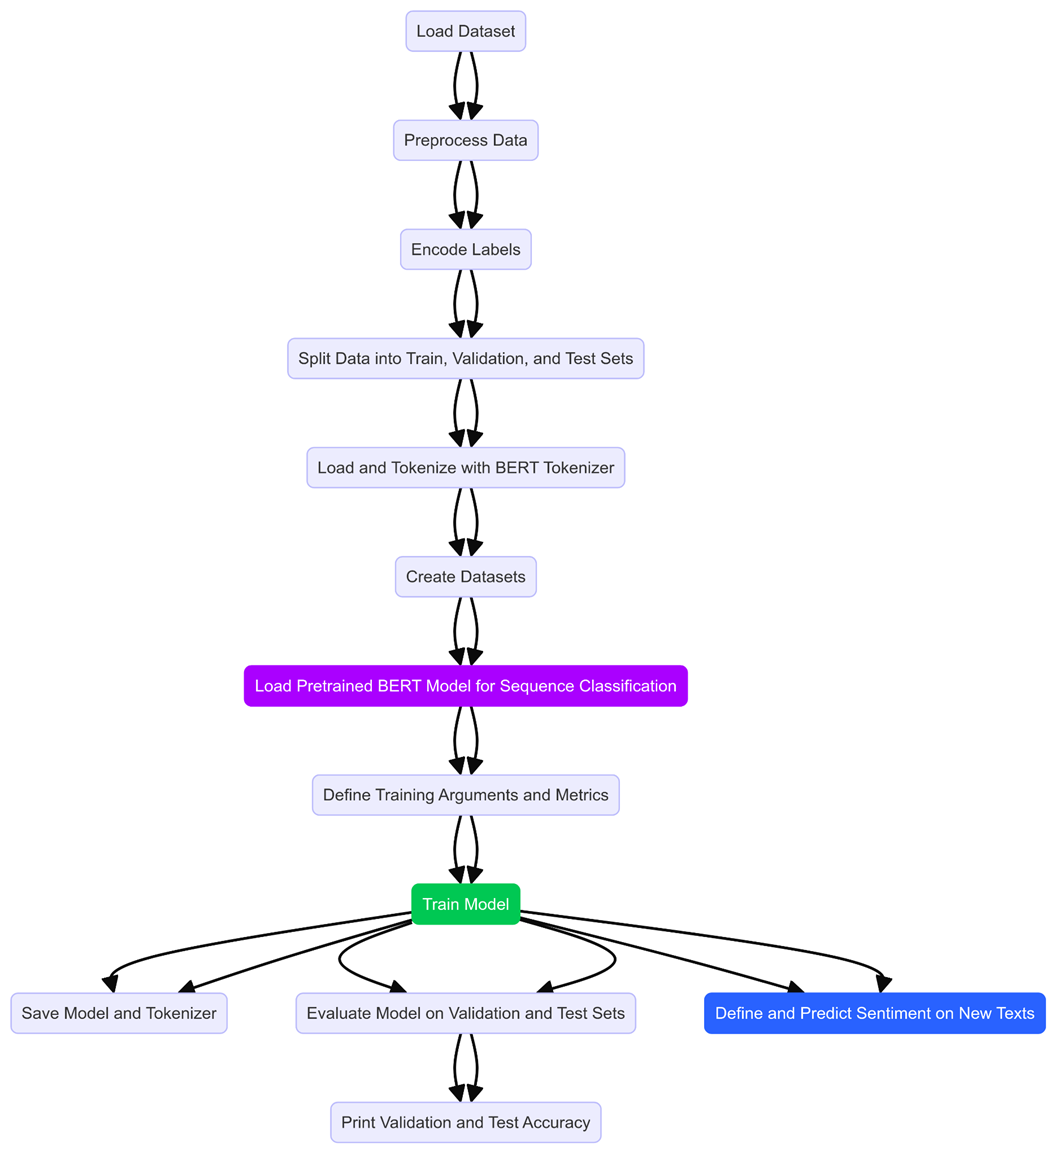 Load Dataset
Preprocess Data
Encode Labels
Split Data into Train, Validation, and Test Sets
Load and Tokenize with BERT Tokenizer
Create Datasets
Load Pretrained BERT Model for Sequence Classification
Define Training Arguments and Metrics
Train Model
Save Model and Tokenizer
Evaluate Model on Validation and Test Sets
Define and Predict Sentiment on New Texts
Print Validation and Test Accuracy